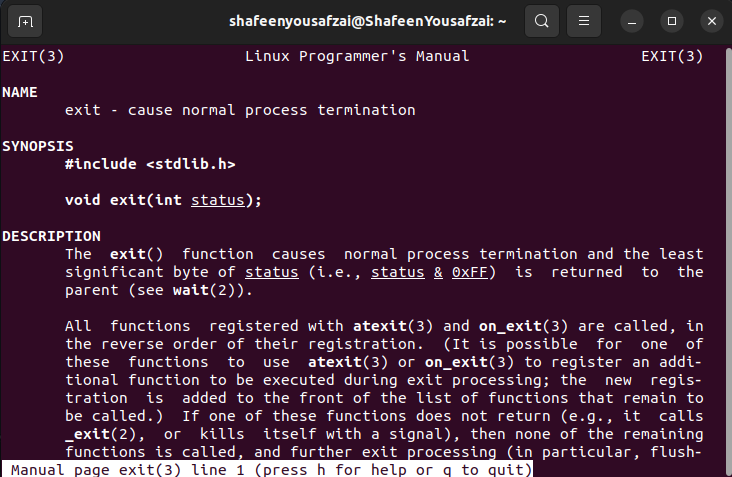 shafeenyousafzai@ShafeenYousafzai: ~
EXIT(3) Linux Programmer's Manual EXIT(3)
NAME
exit - cause normal process termination
SYNOPSIS
#include <stdlib.h>
void exit(int status);
DESCRIPTION
The exit() function causes normal process termination and the least
significant byte of status (i.e., status & 0xFF) is returned to the
parent (see wait(2)).
All functions registered with atexit(3) and on_exit(3) are called, in
the reverse order of their registration. (It is possible for one of
these functions to use atexit(3) or on_exit(3) to register an addi-
tional function to be executed during exit processing; the new regis-
tration is added to the front of the list of functions that remain to
be called.) If one of these functions does not return (e.g., it calls
_exit(2), or kills itself with a signal), then none of the remaining
functions is called, and further exit processing (in particular, flush-
Manual page exit(3) line 1 (press h for help or q to quit)